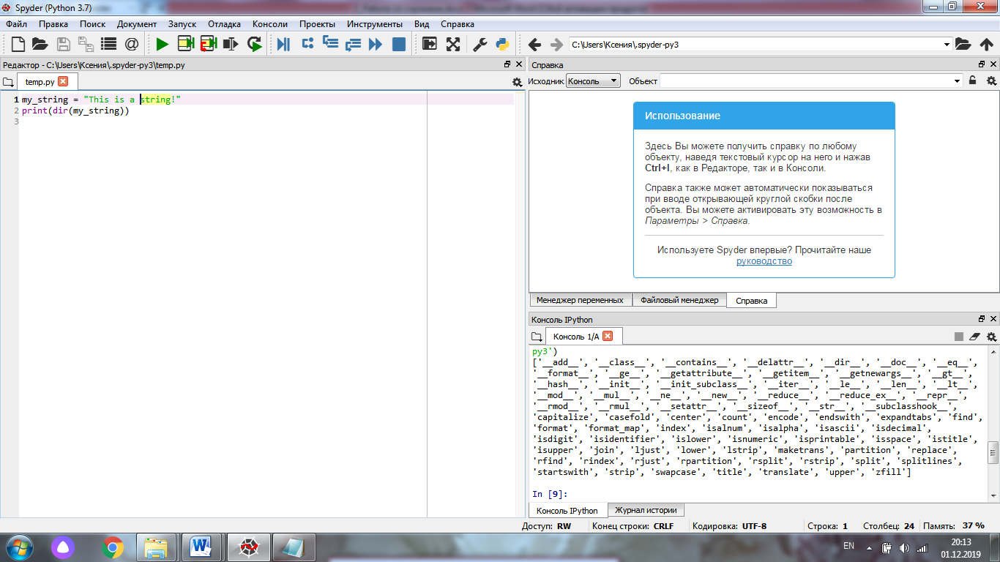 Spyder (Python 3.7)
Файл Правка Поиск Документ Запуск Отладка Консоли Проекты Инструменты Вид Справка
C:\Users\Ксения\.spyder-py3
Редактор - C:\Users\Ксения\.spyder-py3\temp.py
temp.py
1 my_string = "This is a string!"
2 print(dir(my_string))
3
Справка
Исходник Консоль Объект
Использование
Здесь Вы можете получить справку по любому
объекту, наведя текстовый курсор на него и нажав
Ctrl+I, как в Редакторе, так и в Консоли.
Справка также может автоматически показываться
при вводе открывающей круглой скобки после
объекта. Вы можете активировать эту возможность в
Параметры > Справка.
Используете Spyder впервые? Прочитайте наше
руководство
Менеджер переменных Файловый менеджер Справка
Консоль IPython
Консоль 1/A
py3')
['__add__', '__class__', '__contains__', '__delattr__', '__dir__', '__doc__', '__eq__',
'__format__', '__ge__', '__getattribute__', '__getitem__', '__getnewargs__', '__gt__',
'__hash__', '__init__', '__init_subclass__', '__iter__', '__le__', '__len__', '__lt__',
'__mod__', '__mul__', '__ne__', '__new__', '__reduce__', '__reduce_ex__', '__repr__',
'__rmod__', '__rmul__', '__setattr__', '__sizeof__', '__str__', '__subclasshook__',
'capitalize', 'casefold', 'center', 'count', 'encode', 'endswith', 'expandtabs', 'find',
'format', 'format_map', 'index', 'isalnum', 'isalpha', 'isascii', 'isdecimal',
'isdigit', 'isidentifier', 'islower', 'isnumeric', 'isprintable', 'isspace', 'istitle',
'isupper', 'join', 'ljust', 'lower', 'lstrip', 'maketrans', 'partition', 'replace',
'rfind', 'rindex', 'rjust', 'rpartition', 'rsplit', 'rstrip', 'split', 'splitlines',
'startswith', 'strip', 'swapcase', 'title', 'translate', 'upper', 'zfill']
In [9]:
Консоль IPython Журнал истории
Доступ: RW Конец строки: CRLF Кодировка: UTF-8 Строка: 1 Столбец: 24 Память: 37 %
EN 20:13
01.12.2019